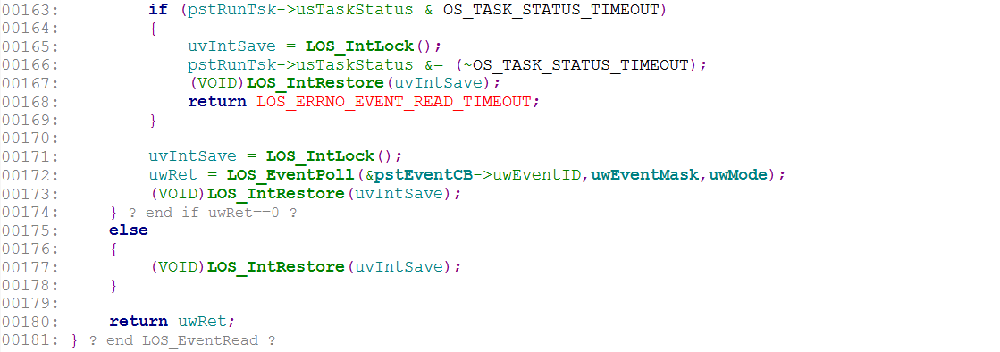 00163:         if (pstRunTsk->usTaskStatus & OS_TASK_STATUS_TIMEOUT)
00164:         {
00165:             uvIntSave = LOS_IntLock();
00166:             pstRunTsk->usTaskStatus &= (~OS_TASK_STATUS_TIMEOUT);
00167:             (VOID)LOS_IntRestore(uvIntSave);
00168:             return LOS_ERRNO_EVENT_READ_TIMEOUT;
00169:         }
00170:
00171:         uvIntSave = LOS_IntLock();
00172:         uwRet = LOS_EventPoll(&pstEventCB->uwEventID,uwEventMask,uwMode);
00173:         (VOID)LOS_IntRestore(uvIntSave);
00174:     } ? end if uwRet==0 ?
00175:     else
00176:     {
00177:         (VOID)LOS_IntRestore(uvIntSave);
00178:     }
00179:
00180:     return uwRet;
00181: } ? end LOS_EventRead ?